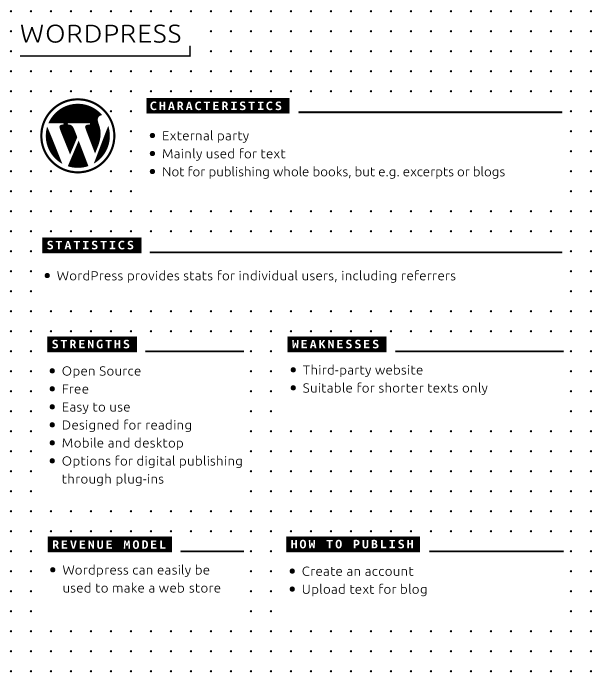 WORDPRESS
CHARACTERISTICS
• External party
• Mainly used for text
• Not for publishing whole books, but e.g. excerpts or blogs
STATISTICS
• WordPress provides stats for individual users, including referrers
STRENGTHS
• Open Source
• Free
• Easy to use
• Designed for reading
• Mobile and desktop
• Options for digital publishing
through plug-ins
WEAKNESSES
• Third-party website
• Suitable for shorter texts only
REVENUE MODEL
• Wordpress can easily be
used to make a web store
HOW TO PUBLISH
• Create an account
• Upload text for blog